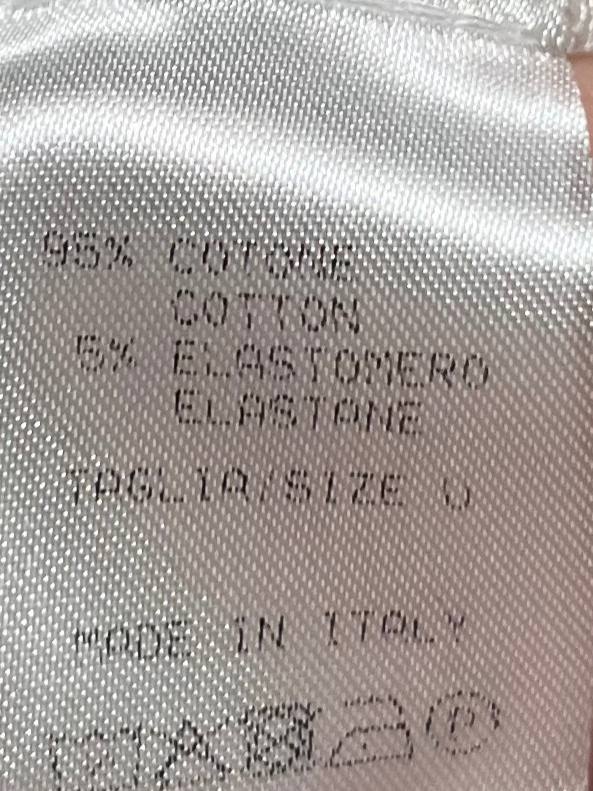 95% COTONE
COTTON
5% ELASTOMERO
ELASTANE
TAGLIA/SIZE U
MADE IN ITALY
P